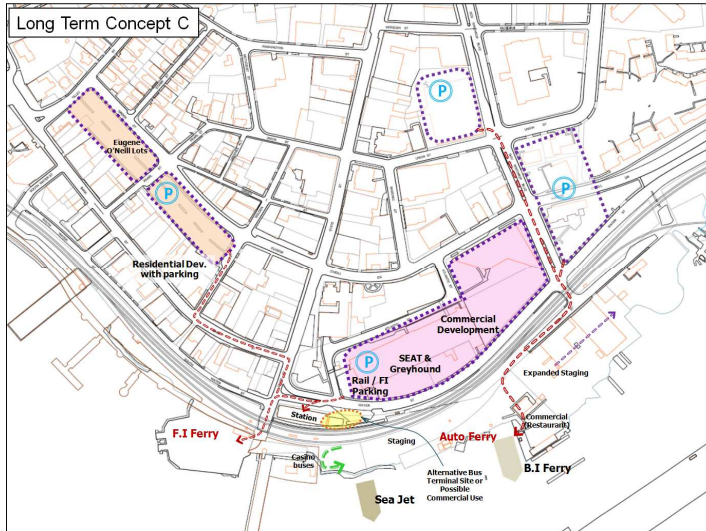 Long Term Concept C
P
Eugene
O'Neill Lots
P
P
Residential Dev.
with parking
Commercial
Development
P
SEAT &
Greyhound
Rail / FI
Parking
Expanded Staging
Station
Commercial
(Restaurant)
F.I Ferry
Staging
Auto Ferry
Casino
buses
B.I Ferry
Alternative Bus
Terminal Site or
Possible
Commercial Use
Sea Jet